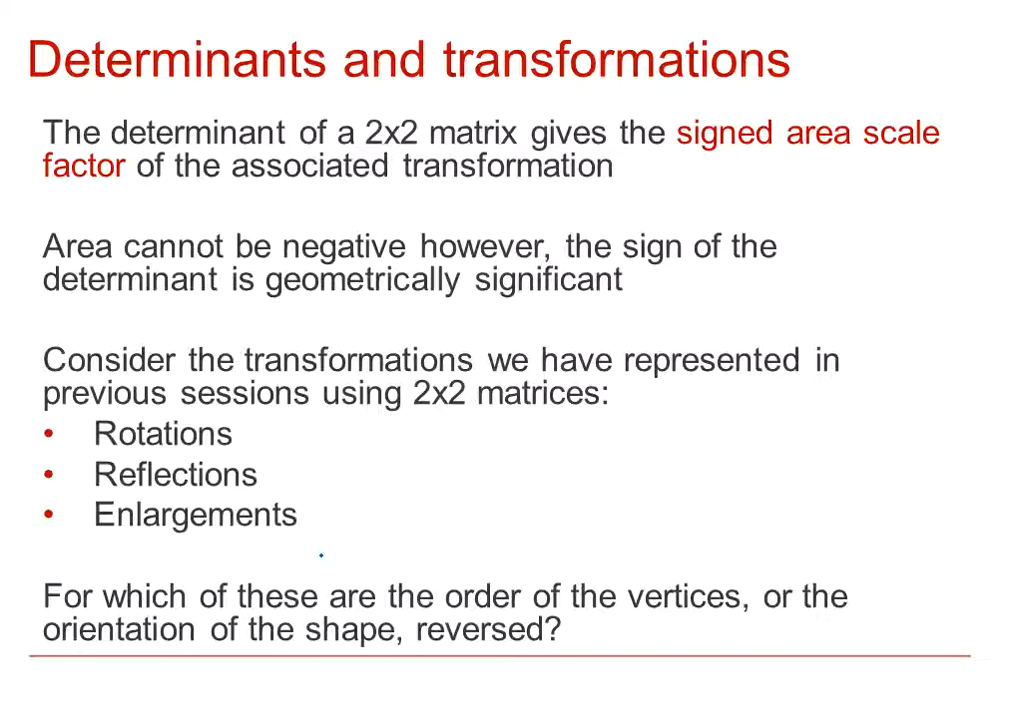 Determinants and transformations
The determinant of a 2x2 matrix gives the signed area scale
factor of the associated transformation
Area cannot be negative however, the sign of the
determinant is geometrically significant
Consider the transformations we have represented in
previous sessions using 2x2 matrices:
• Rotations
• Reflections
• Enlargements
For which of these are the order of the vertices, or the
orientation of the shape, reversed?